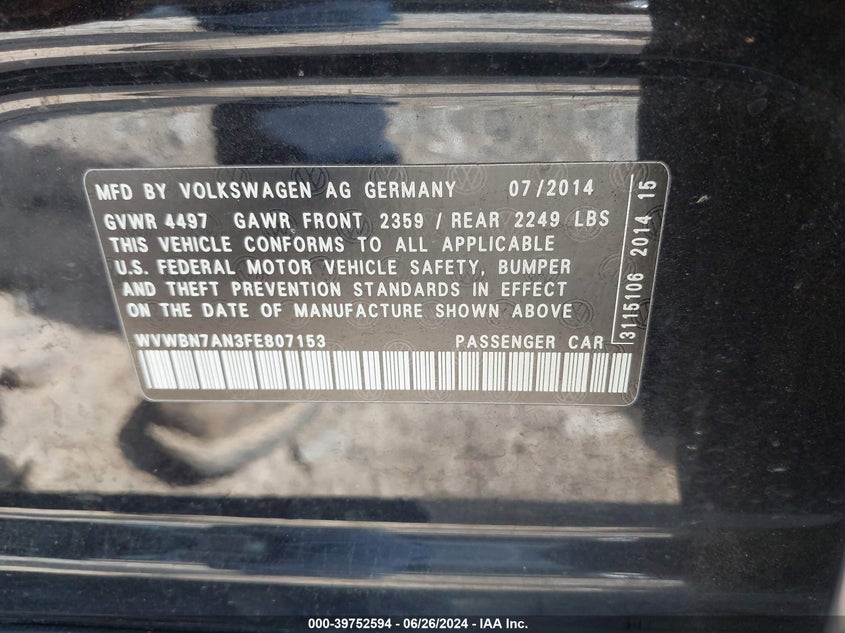 MFD BY VOLKSWAGEN AG GERMANY 07/2014
GVWR 4497 GAWR FRONT 2359 / REAR 2249 LBS
THIS VEHICLE CONFORMS TO ALL APPLICABLE
U.S. FEDERAL MOTOR VEHICLE SAFETY, BUMPER
AND THEFT PREVENTION STANDARDS IN EFFECT
ON THE DATE OF MANUFACTURE SHOWN ABOVE
WVWBN7AN3FE807153 PASSENGER CAR
3115106 2014 15
000-39752594 - 06/26/2024 - IAA Inc.